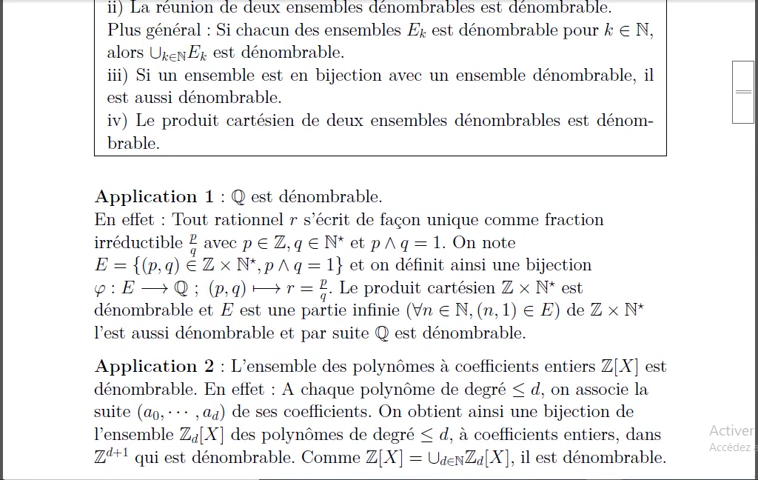 ii) La réunion de deux ensembles dénombrables est dénombrable.
Plus général : Si chacun des ensembles E_k est dénombrable pour k ∈ ℕ,
alors ∪_{k∈ℕ}E_k est dénombrable.
iii) Si un ensemble est en bijection avec un ensemble dénombrable, il
est aussi dénombrable.
iv) Le produit cartésien de deux ensembles dénombrables est dénom-
brable.
Application 1 : ℚ est dénombrable.
En effet : Tout rationnel r s'écrit de façon unique comme fraction
irréductible p/q avec p ∈ ℤ, q ∈ ℕ* et p ∧ q = 1. On note
E = {(p, q) ∈ ℤ × ℕ*, p ∧ q = 1} et on définit ainsi une bijection
φ : E ⟶ ℚ ; (p, q) ⟼ r = p/q. Le produit cartésien ℤ × ℕ* est
dénombrable et E est une partie infinie (∀n ∈ ℕ, (n, 1) ∈ E) de ℤ × ℕ*
l'est aussi dénombrable et par suite ℚ est dénombrable.
Application 2 : L'ensemble des polynômes à coefficients entiers ℤ[X] est
dénombrable. En effet : A chaque polynôme de degré ≤ d, on associe la
suite (a_0, ⋯ , a_d) de ses coefficients. On obtient ainsi une bijection de
l'ensemble ℤ_d[X] des polynômes de degré ≤ d, à coefficients entiers, dans
ℤ^{d+1} qui est dénombrable. Comme ℤ[X] = ∪_{d∈ℕ}ℤ_d[X], il est dénombrable.
Activer
Accédez